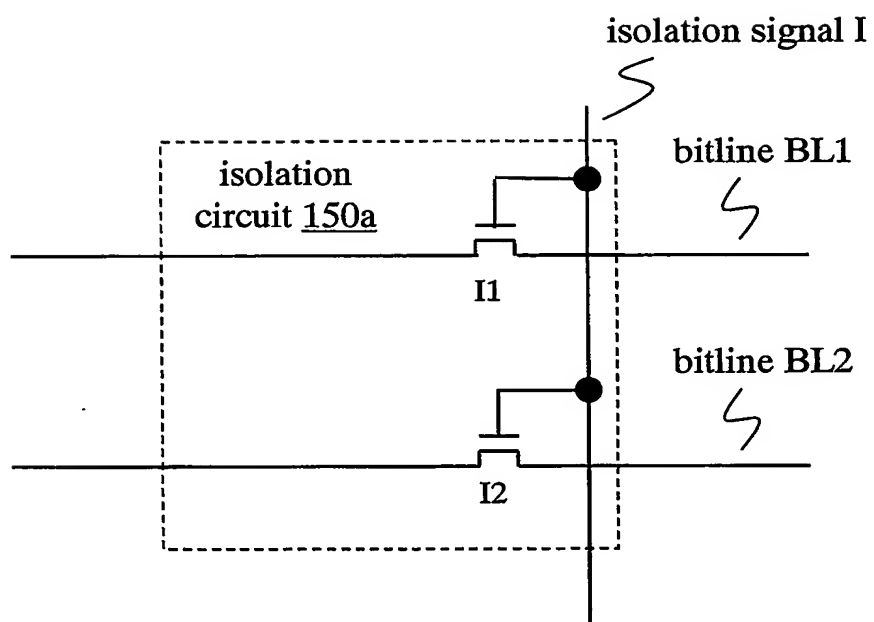 isolation signal I
bitline BL1
isolation
circuit 150a
I1
bitline BL2
I2